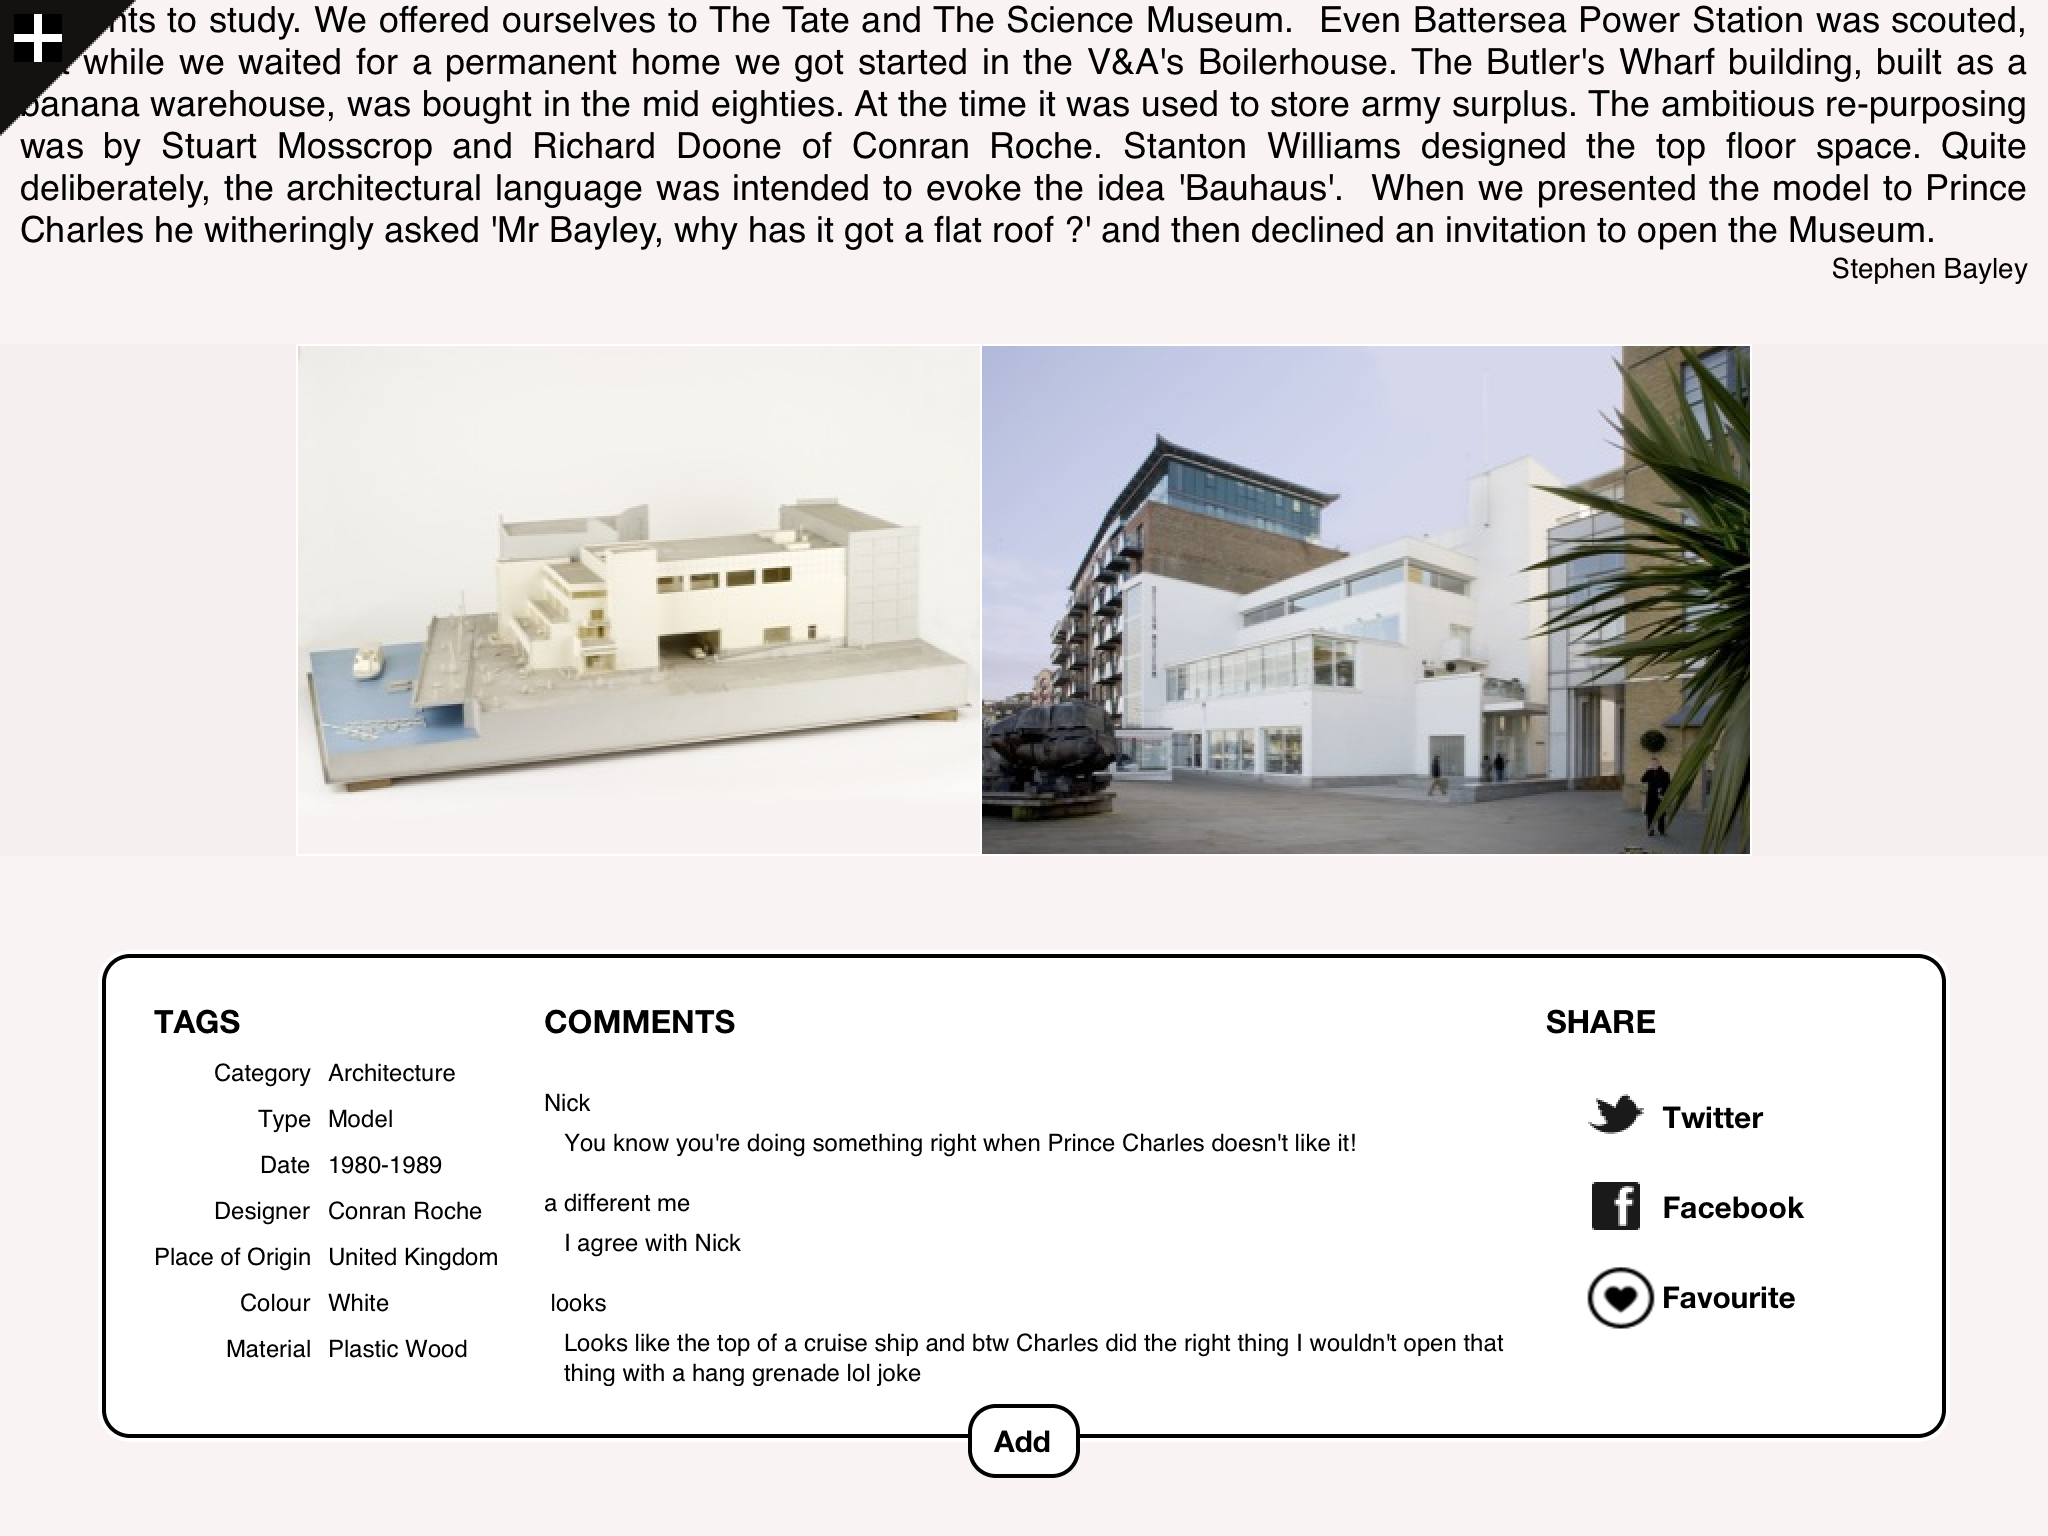 nts to study. We offered ourselves to The Tate and The Science Museum.  Even Battersea Power Station was scouted,
while we waited for a permanent home we got started in the V&A's Boilerhouse. The Butler's Wharf building, built as a
banana warehouse, was bought in the mid eighties. At the time it was used to store army surplus. The ambitious re-purposing
was by Stuart Mosscrop and Richard Doone of Conran Roche. Stanton Williams designed the top floor space. Quite
deliberately, the architectural language was intended to evoke the idea 'Bauhaus'.  When we presented the model to Prince
Charles he witheringly asked 'Mr Bayley, why has it got a flat roof ?' and then declined an invitation to open the Museum.
Stephen Bayley
TAGS
Category Architecture
Type Model
Date 1980-1989
Designer Conran Roche
Place of Origin United Kingdom
Colour White
Material Plastic Wood
COMMENTS
Nick
You know you're doing something right when Prince Charles doesn't like it!
a different me
I agree with Nick
looks
Looks like the top of a cruise ship and btw Charles did the right thing I wouldn't open that
thing with a hang grenade lol joke
SHARE
Twitter
Facebook
Favourite
Add